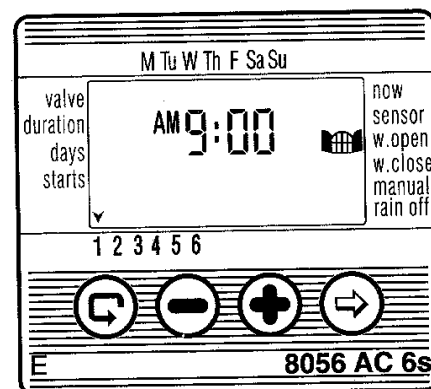 M Tu W Th F Sa Su
valve
duration
days
starts
AM 9:00
now
sensor
w.open
w.close
manual
rain off
1 2 3 4 5 6
E
8056 AC 6s